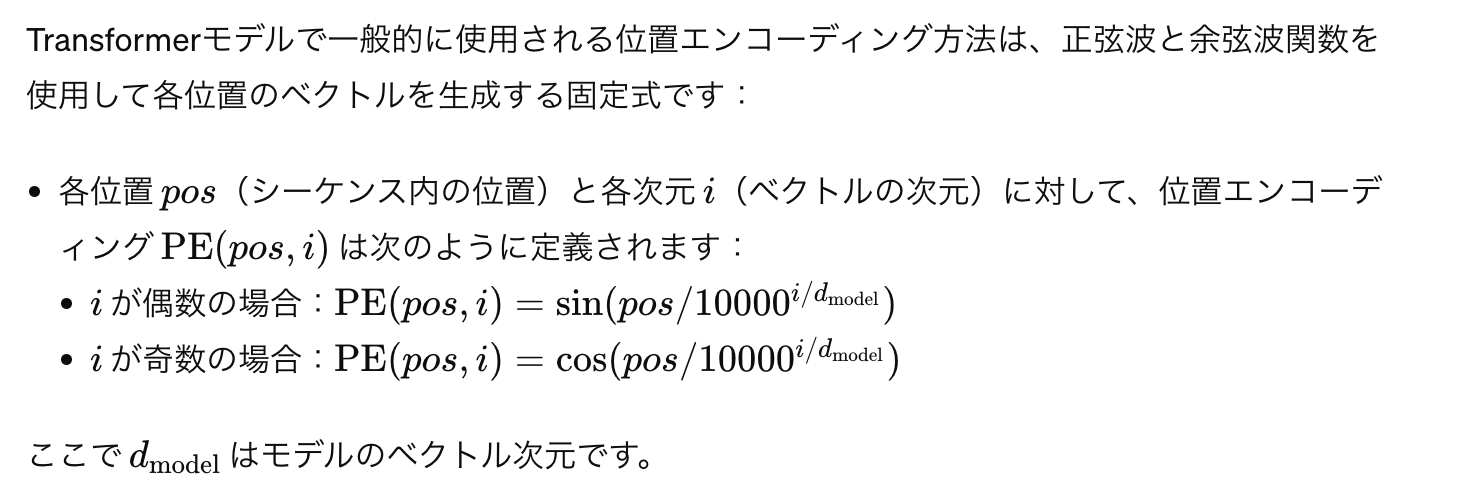 Transformerモデルで一般的に使用される位置エンコーディング方法は、正弦波と余弦波関数を
使用して各位置のベクトルを生成する固定式です：
• 各位置 pos（シーケンス内の位置）と各次元 i（ベクトルの次元）に対して、位置エンコーデ
ィング PE(pos, i) は次のように定義されます：
• i が偶数の場合：PE(pos, i) = sin(pos/10000^{i/d_{model}})
• i が奇数の場合：PE(pos, i) = cos(pos/10000^{i/d_{model}})
ここで d_{model} はモデルのベクトル次元です。